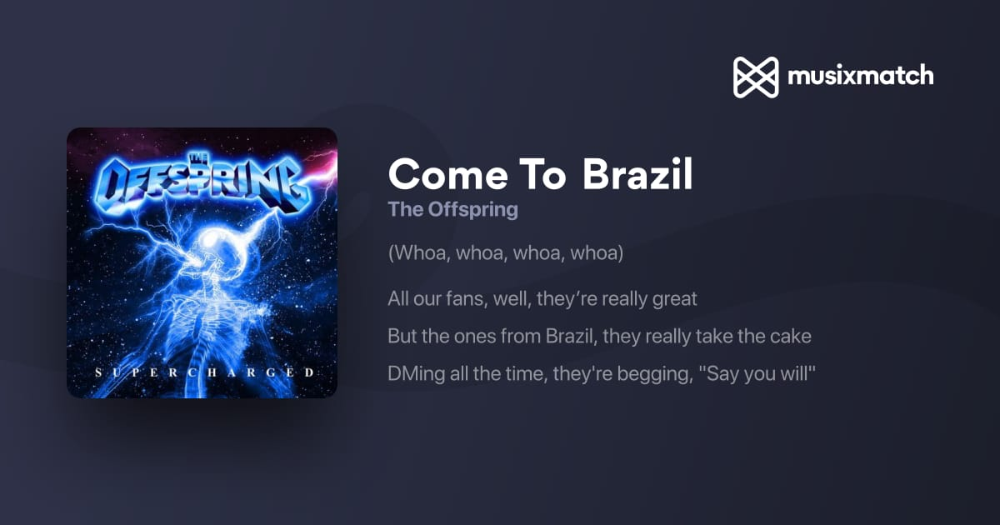 musixmatch
THE
OFFSPRING
SUPERCHARGED
Come To Brazil
The Offspring
(Whoa, whoa, whoa, whoa)
All our fans, well, they’re really great
But the ones from Brazil, they really take the cake
DMing all the time, they're begging, "Say you will"